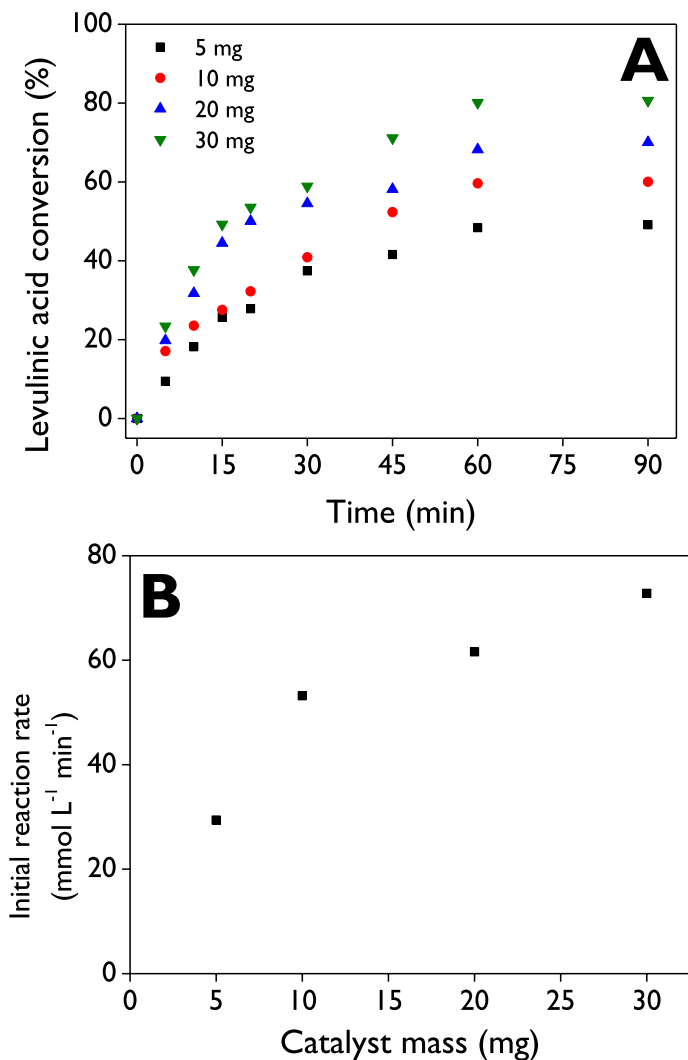 A
5 mg
10 mg
20 mg
30 mg
Levulinic acid conversion (%)
100
80
60
40
20
0
0 15 30 45 60 75 90
Time (min)
B
Initial reaction rate
(mmol L⁻¹ min⁻¹)
80
60
40
20
0
0 5 10 15 20 25 30
Catalyst mass (mg)